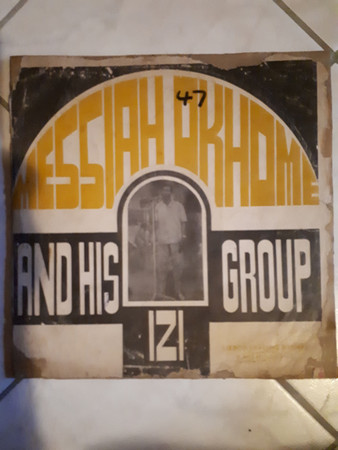 MESSIAH OKHOME
47
AND HIS GROUP
IZI